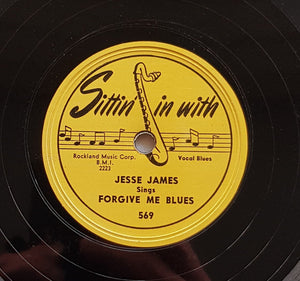 Sittin' in with
Rockland Music Corp.
B.M.I.
2223
Vocal Blues
JESSE JAMES
Sings
FORGIVE ME BLUES
569